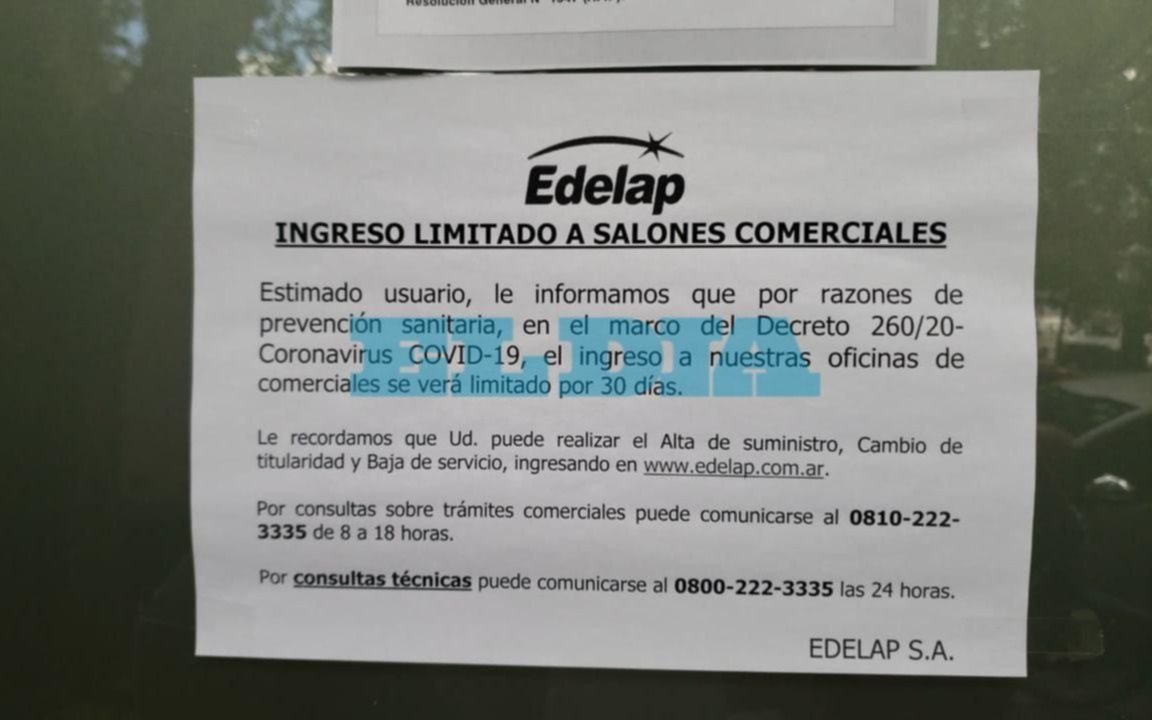 Resolución General N°
Edelap
INGRESO LIMITADO A SALONES COMERCIALES
Estimado usuario, le informamos que por razones de
prevención sanitaria, en el marco del Decreto 260/20-
Coronavirus COVID-19, el ingreso a nuestras oficinas de
comerciales se verá limitado por 30 días.
EL DIA
Le recordamos que Ud. puede realizar el Alta de suministro, Cambio de
titularidad y Baja de servicio, ingresando en www.edelap.com.ar.
Por consultas sobre trámites comerciales puede comunicarse al 0810-222-
3335 de 8 a 18 horas.
Por consultas técnicas puede comunicarse al 0800-222-3335 las 24 horas.
EDELAP S.A.